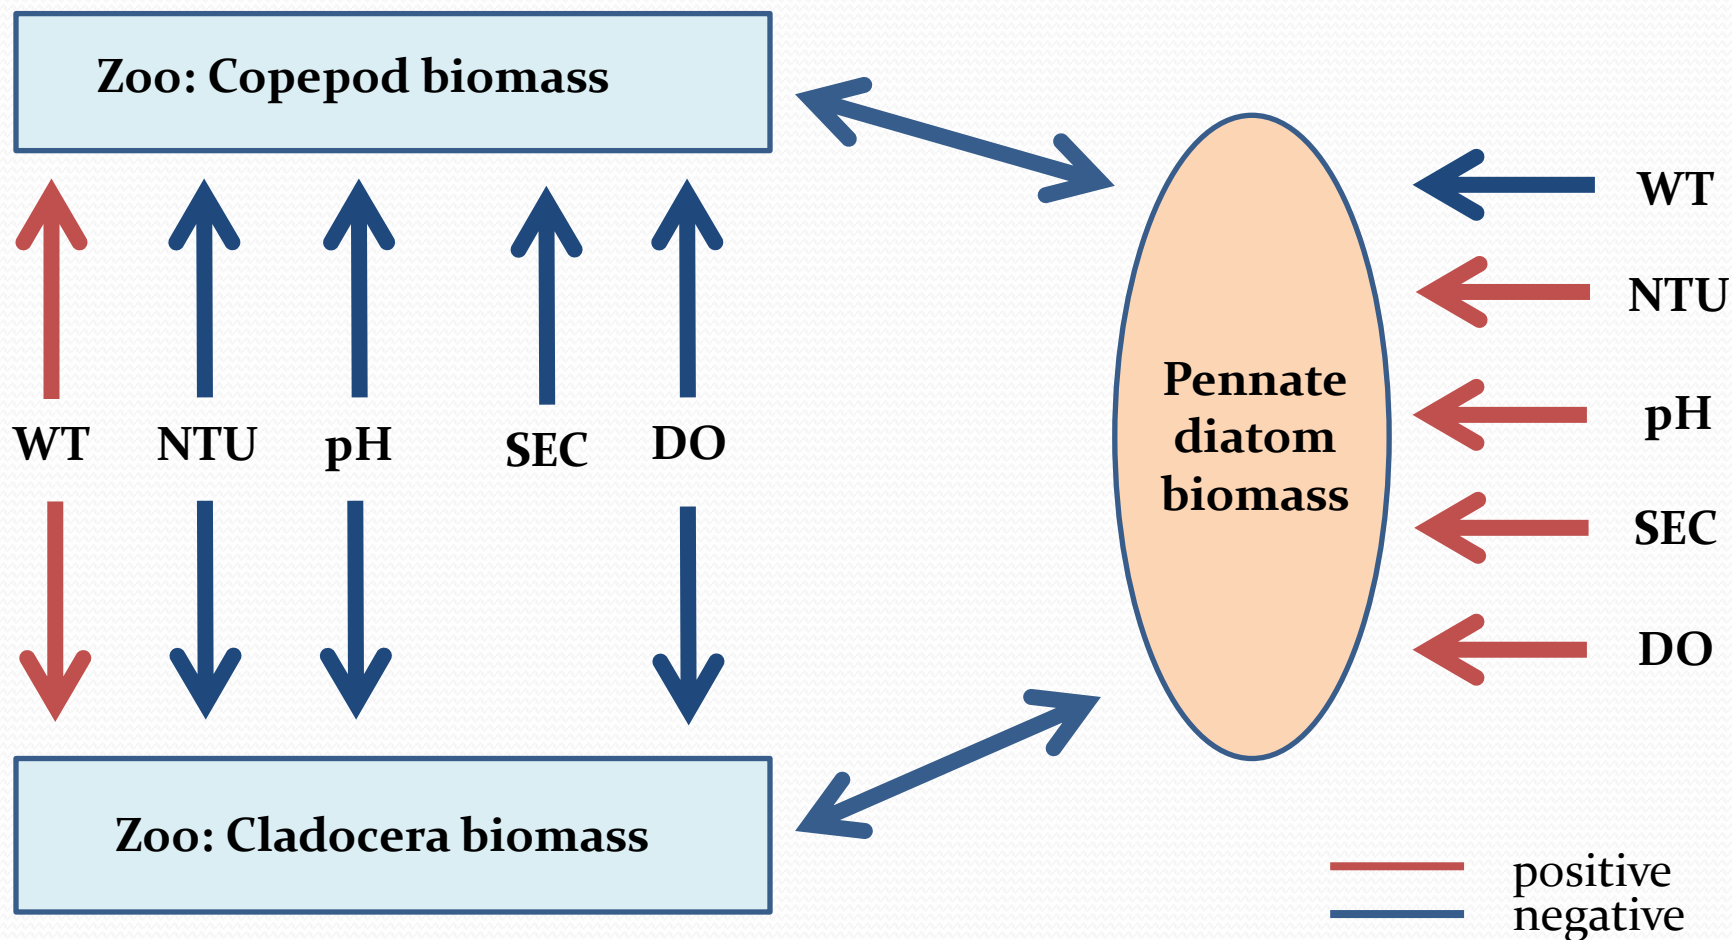 Zoo: Copepod biomass
WT
NTU
pH
SEC
DO
Zoo: Cladocera biomass
Pennate
diatom
biomass
WT
NTU
pH
SEC
DO
positive
negative